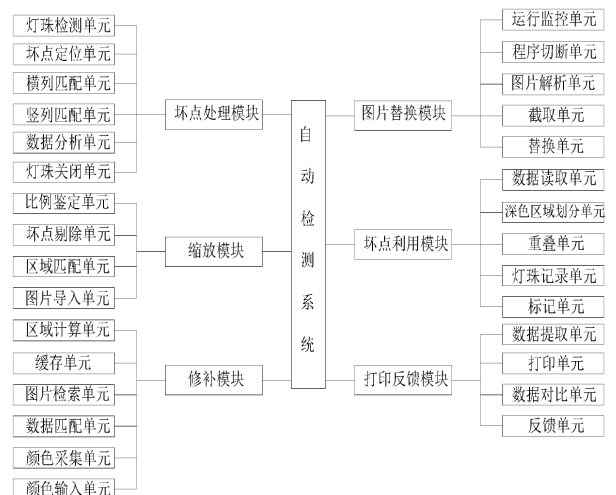 灯珠检测单元
坏点定位单元
横列匹配单元
竖列匹配单元
数据分析单元
灯珠关闭单元
比例鉴定单元
坏点剔除单元
区域匹配单元
图片导入单元
区域计算单元
缓存单元
图片检索单元
数据匹配单元
颜色采集单元
颜色输入单元
坏点处理模块
缩放模块
修补模块
自动检测系统
图片替换模块
坏点利用模块
打印反馈模块
运行监控单元
程序切断单元
图片解析单元
截取单元
替换单元
数据读取单元
深色区域划分单元
重叠单元
灯珠记录单元
标记单元
数据提取单元
打印单元
数据对比单元
反馈单元